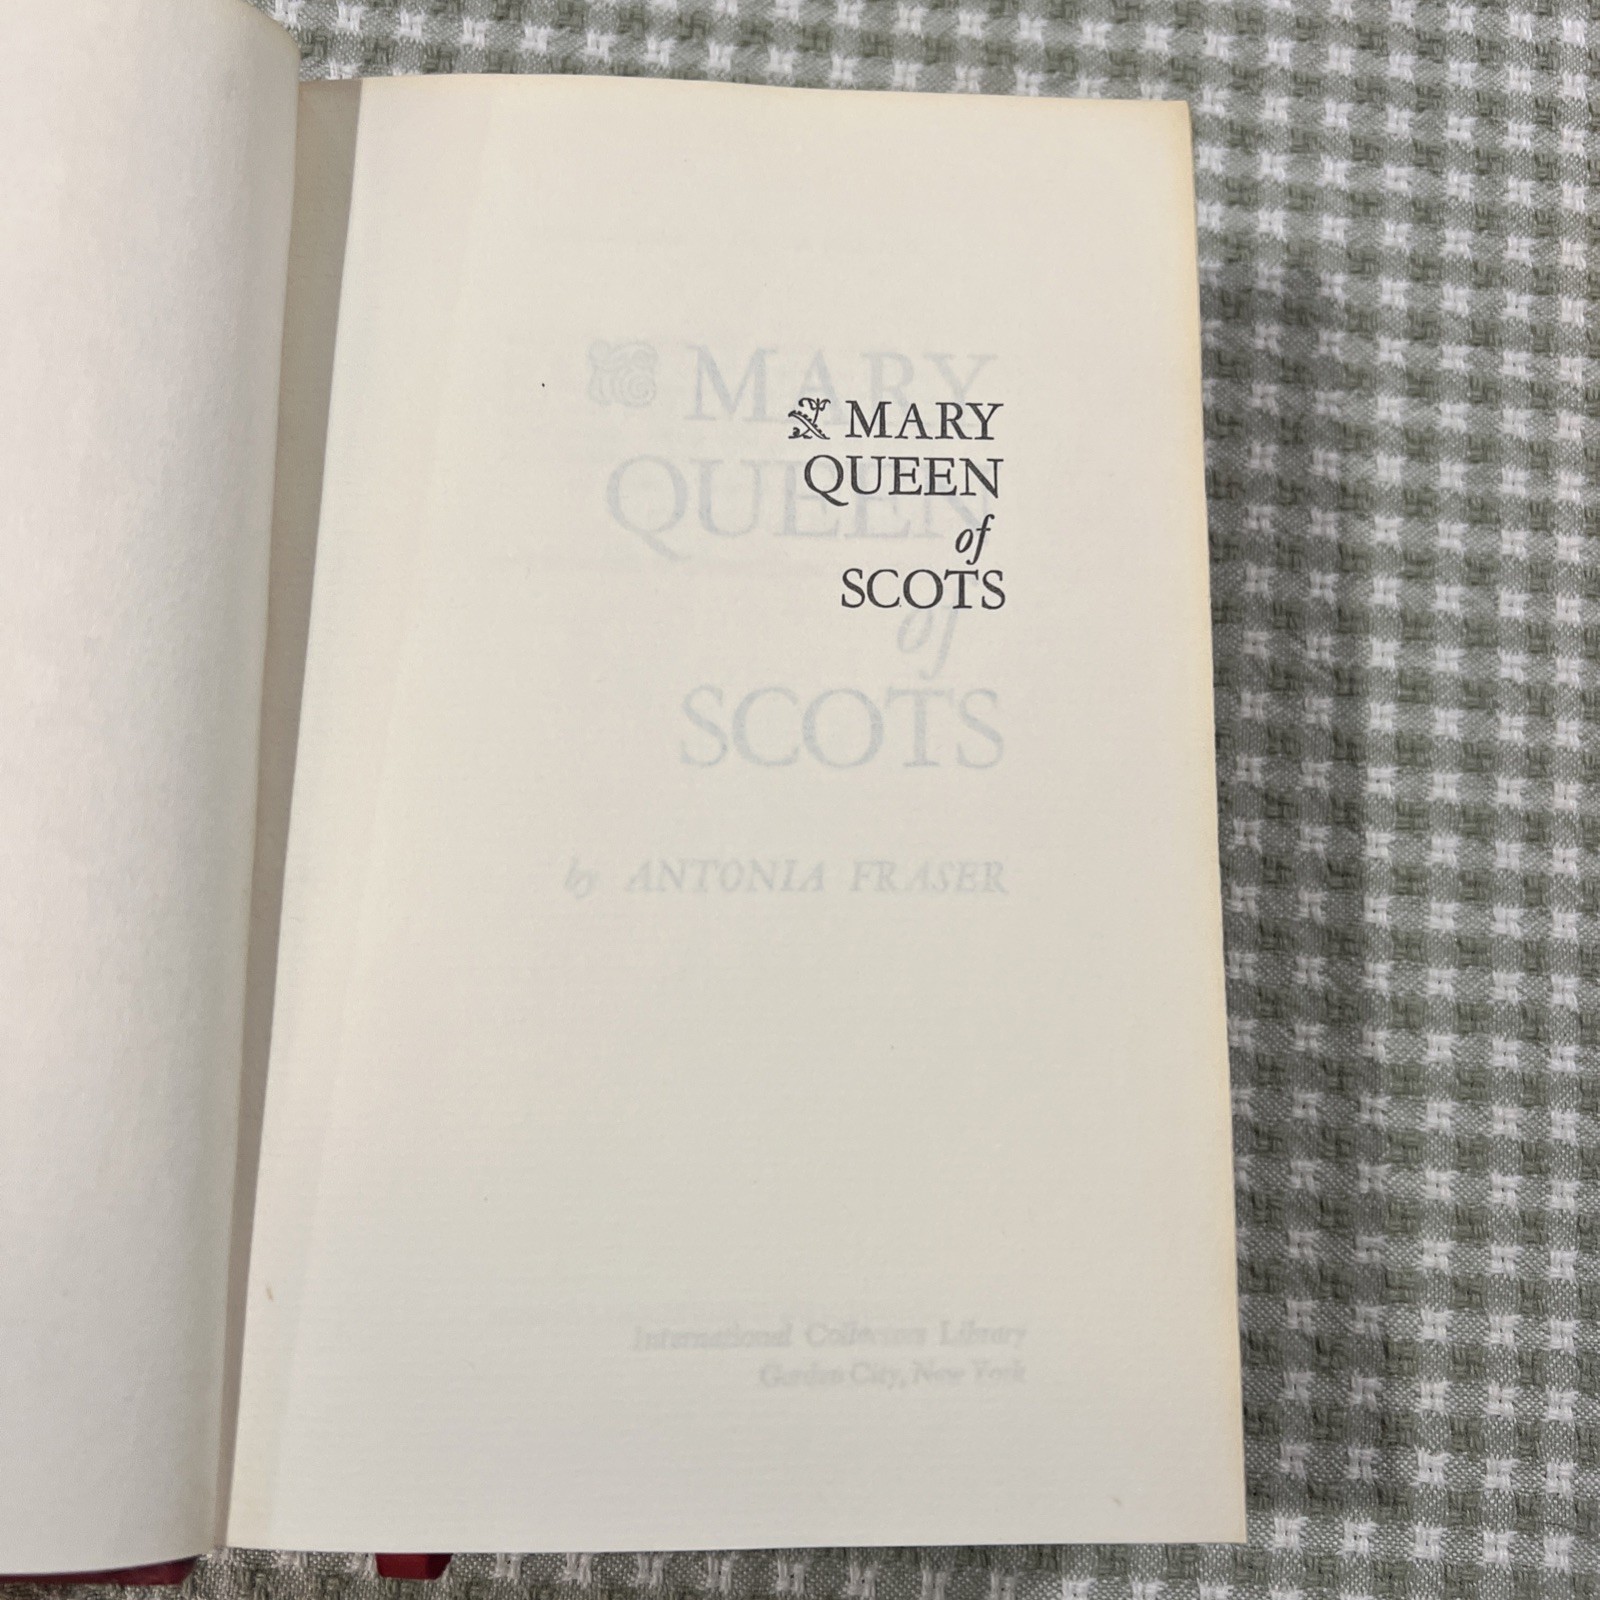 MARY
QUEEN
of
SCOTS
MARY
QUEEN
of
SCOTS
by ANTONIA FRASER
International Collectors Library
Garden City, New York